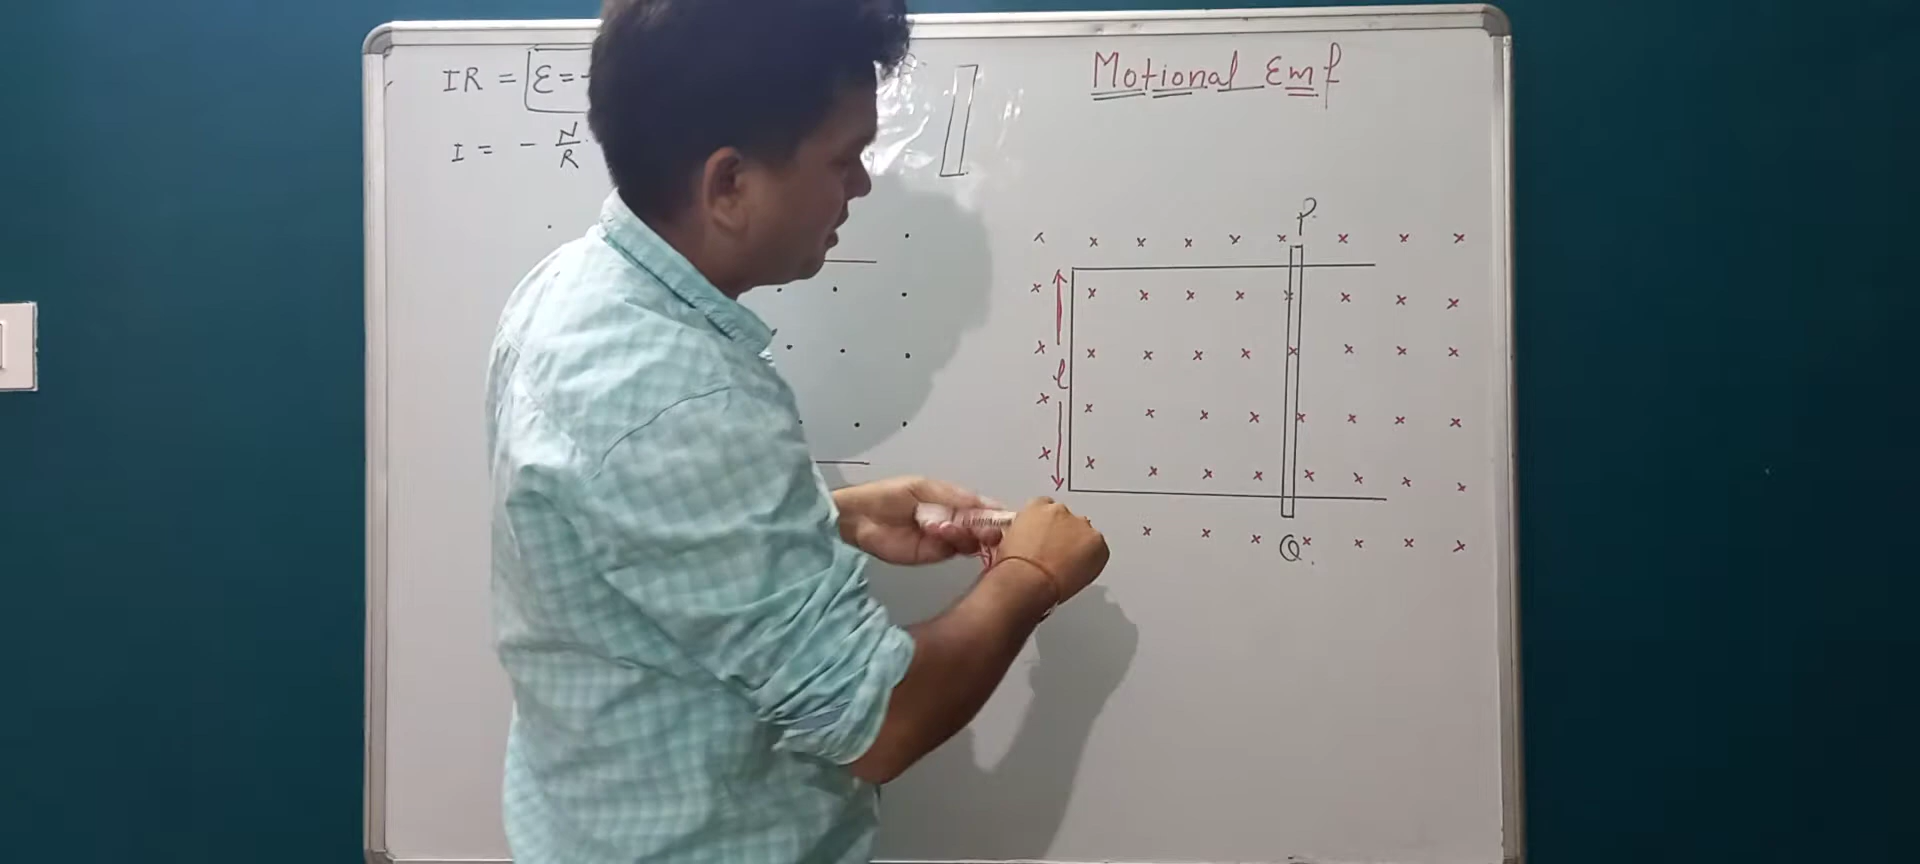 IR = ε = -
I = - N/R
Motional Emf
P
l
Q